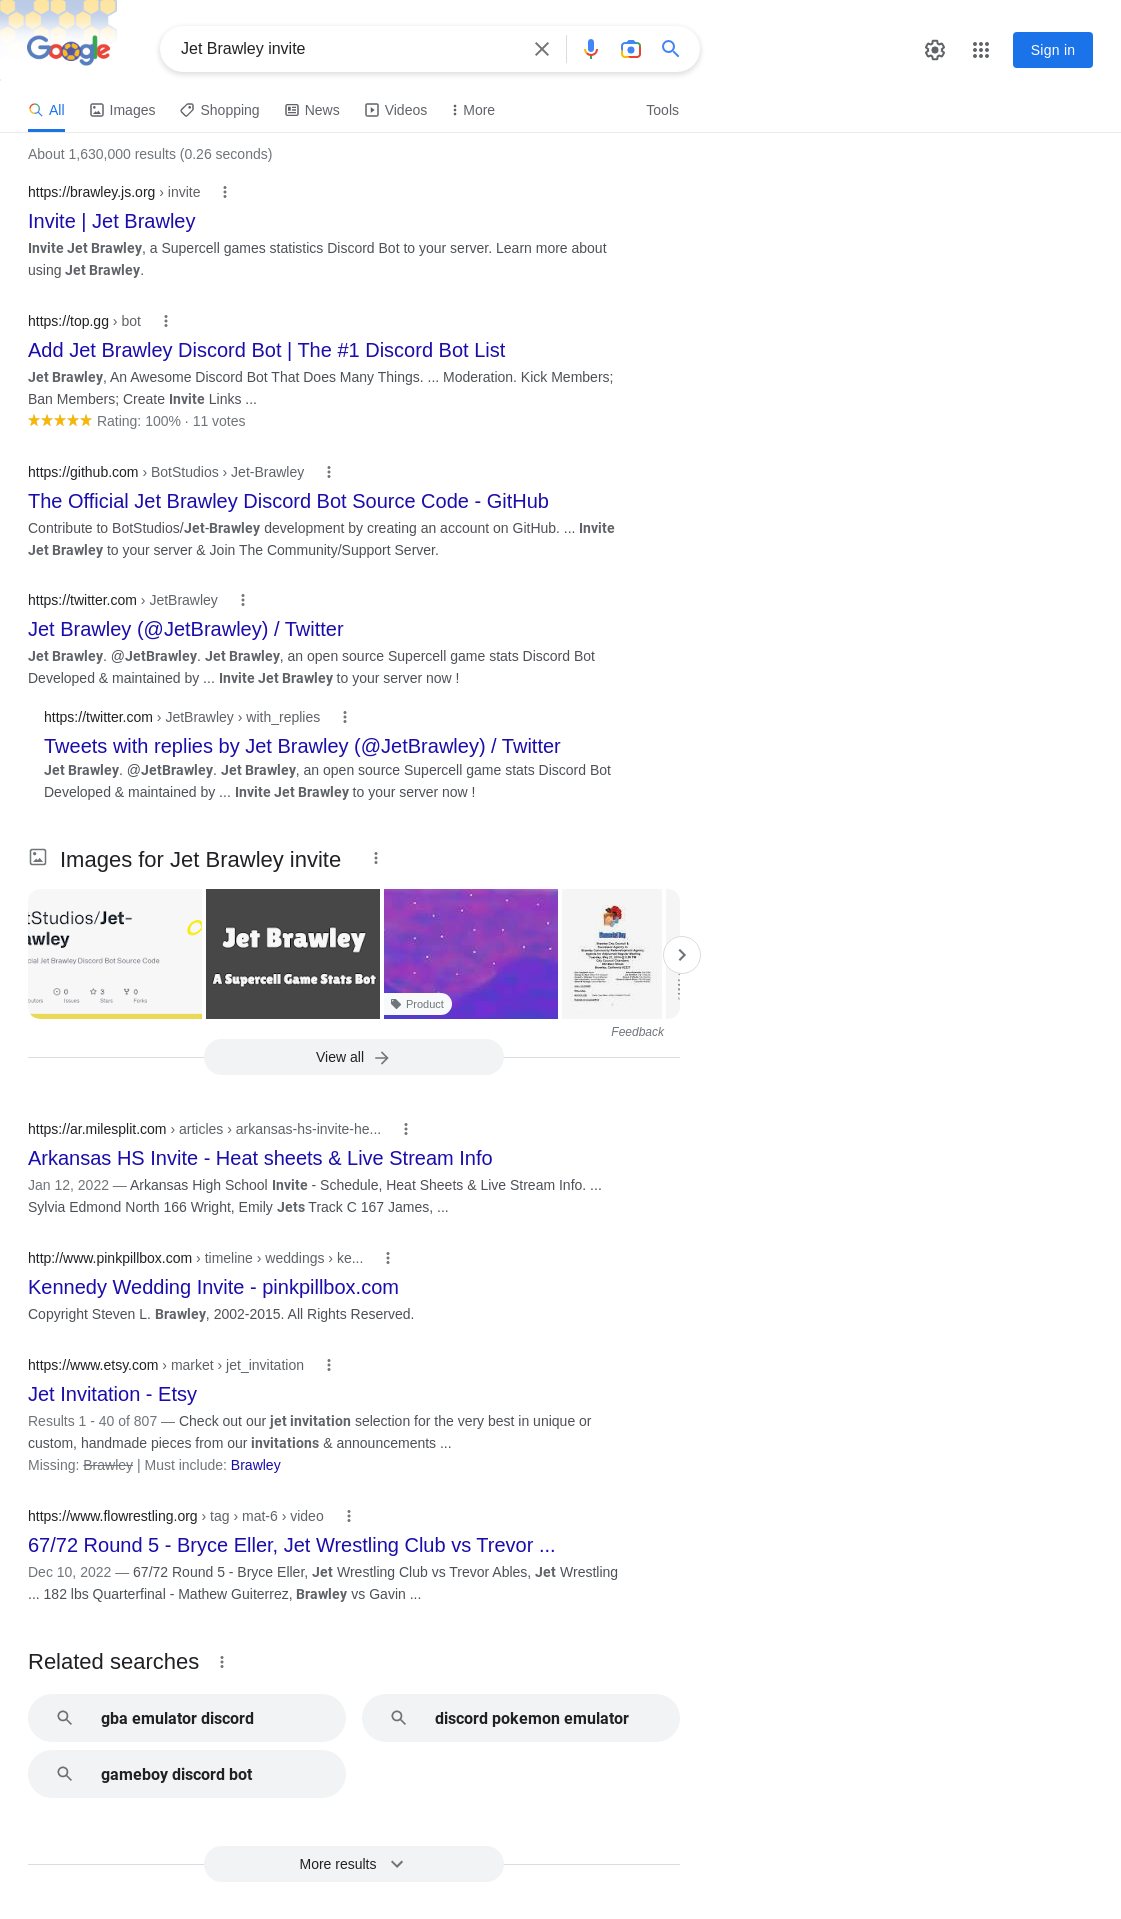 Google
Jet Brawley invite
Sign in
All
Images
Shopping
News
Videos
More
Tools
About 1,630,000 results (0.26 seconds)
https://brawley.js.org › invite
Invite | Jet Brawley
Invite Jet Brawley, a Supercell games statistics Discord Bot to your server. Learn more about
using Jet Brawley.
https://top.gg › bot
Add Jet Brawley Discord Bot | The #1 Discord Bot List
Jet Brawley, An Awesome Discord Bot That Does Many Things. ... Moderation. Kick Members;
Ban Members; Create Invite Links ...
Rating: 100% · 11 votes
https://github.com › BotStudios › Jet-Brawley
The Official Jet Brawley Discord Bot Source Code - GitHub
Contribute to BotStudios/Jet-Brawley development by creating an account on GitHub. ... Invite
Jet Brawley to your server & Join The Community/Support Server.
https://twitter.com › JetBrawley
Jet Brawley (@JetBrawley) / Twitter
Jet Brawley. @JetBrawley. Jet Brawley, an open source Supercell game stats Discord Bot
Developed & maintained by ... Invite Jet Brawley to your server now !
https://twitter.com › JetBrawley › with_replies
Tweets with replies by Jet Brawley (@JetBrawley) / Twitter
Jet Brawley. @JetBrawley. Jet Brawley, an open source Supercell game stats Discord Bot
Developed & maintained by ... Invite Jet Brawley to your server now !
Images for Jet Brawley invite
tStudios/Jet-
awley
cial Jet Brawley Discord Bot Source Code
0
3
0
Issues
Stars
Forks
Jet Brawley
A Supercell Game Stats Bot
Product
Memorial Day
Feedback
View all
https://ar.milesplit.com › articles › arkansas-hs-invite-he...
Arkansas HS Invite - Heat sheets & Live Stream Info
Jan 12, 2022 — Arkansas High School Invite - Schedule, Heat Sheets & Live Stream Info. ...
Sylvia Edmond North 166 Wright, Emily Jets Track C 167 James, ...
http://www.pinkpillbox.com › timeline › weddings › ke...
Kennedy Wedding Invite - pinkpillbox.com
Copyright Steven L. Brawley, 2002-2015. All Rights Reserved.
https://www.etsy.com › market › jet_invitation
Jet Invitation - Etsy
Results 1 - 40 of 807 — Check out our jet invitation selection for the very best in unique or
custom, handmade pieces from our invitations & announcements ...
Missing: Brawley | Must include: Brawley
https://www.flowrestling.org › tag › mat-6 › video
67/72 Round 5 - Bryce Eller, Jet Wrestling Club vs Trevor ...
Dec 10, 2022 — 67/72 Round 5 - Bryce Eller, Jet Wrestling Club vs Trevor Ables, Jet Wrestling
... 182 lbs Quarterfinal - Mathew Guiterrez, Brawley vs Gavin ...
Related searches
gba emulator discord
discord pokemon emulator
gameboy discord bot
More results